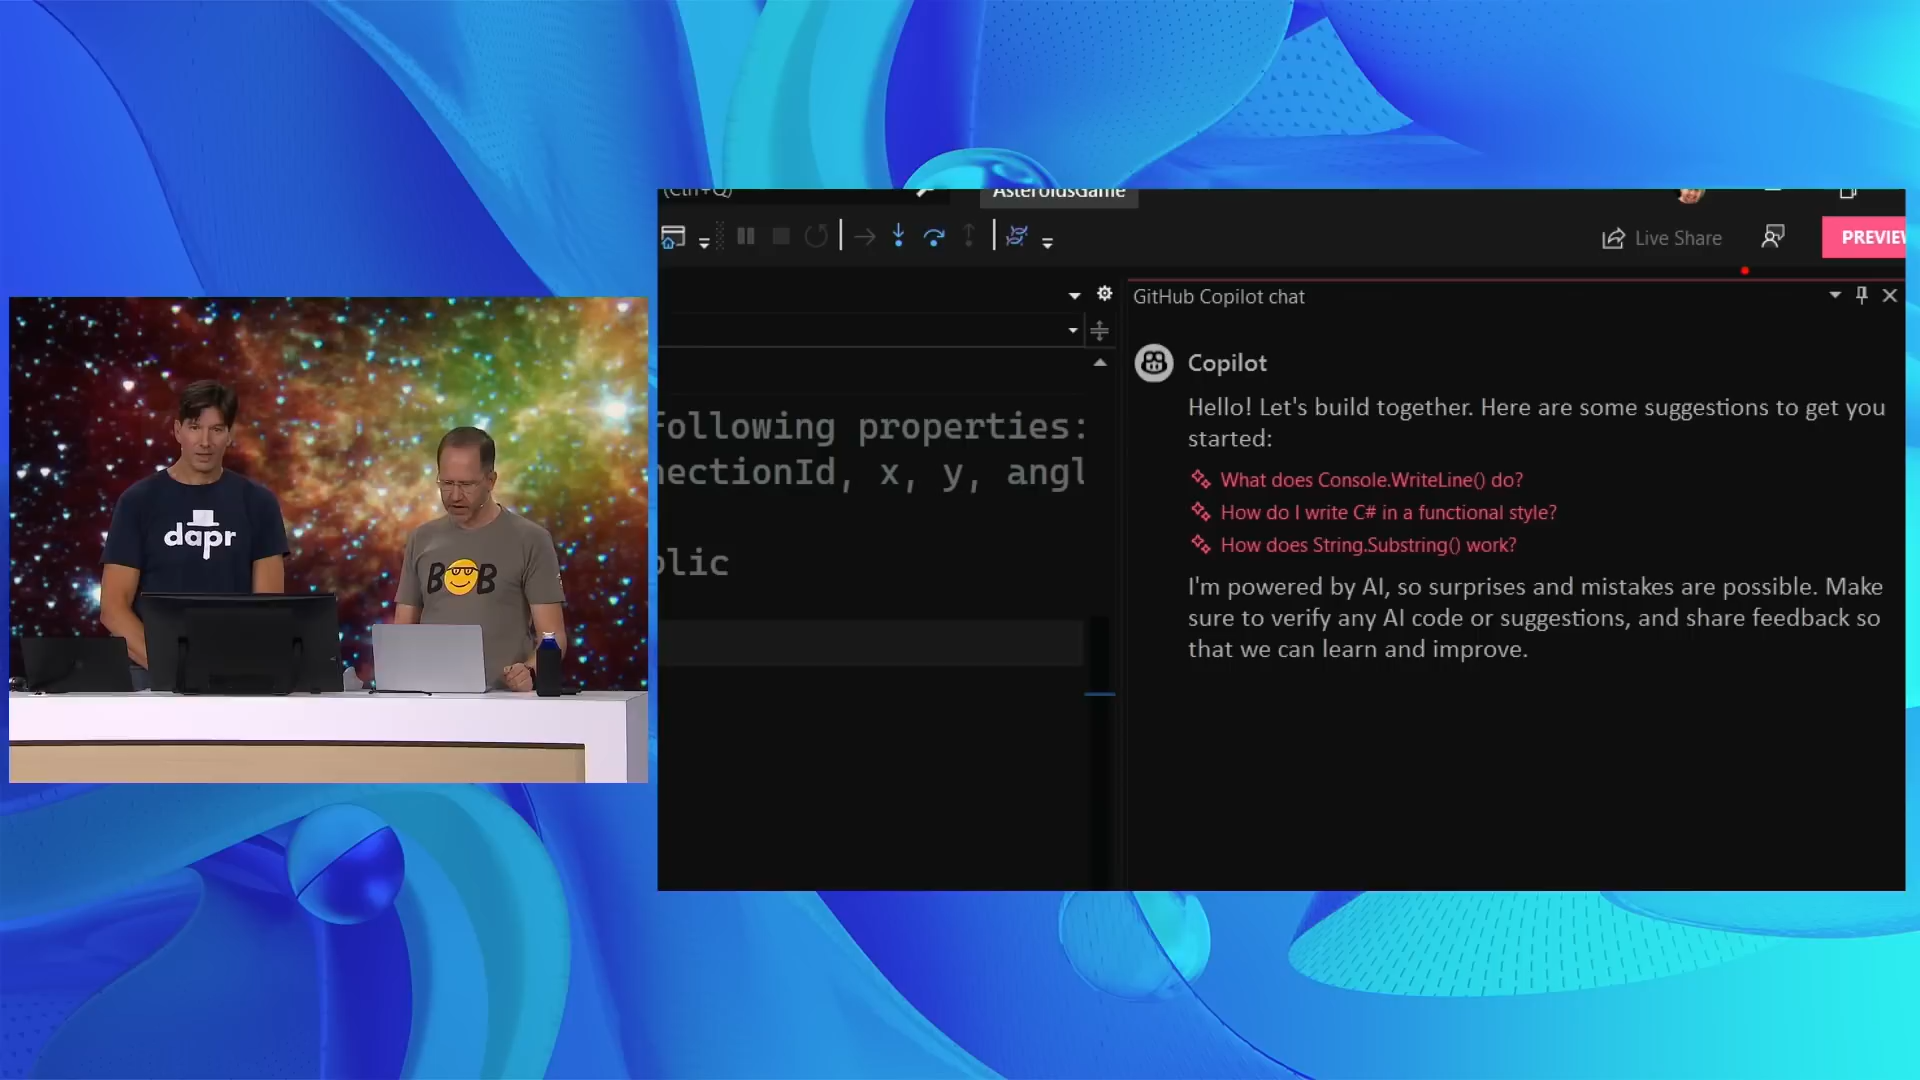 (Ctrl+Q)
AsteroidsGame
Live Share
PREVIEW
GitHub Copilot chat
Copilot
Hello! Let's build together. Here are some suggestions to get you
started:
What does Console.WriteLine() do?
How do I write C# in a functional style?
How does String.Substring() work?
I'm powered by AI, so surprises and mistakes are possible. Make
sure to verify any AI code or suggestions, and share feedback so
that we can learn and improve.
following properties:
nectionId, x, y, angl
blic
dapr
BOB